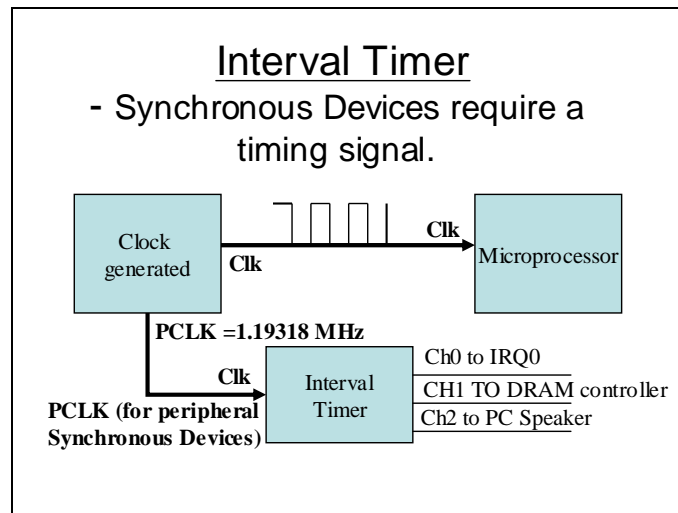 Interval Timer
- Synchronous Devices require a
timing signal.
Clock
generated
Clk
Clk
Microprocessor
PCLK =1.19318 MHz
Clk
PCLK (for peripheral
Synchronous Devices)
Interval
Timer
Ch0 to IRQ0
CH1 TO DRAM controller
Ch2 to PC Speaker